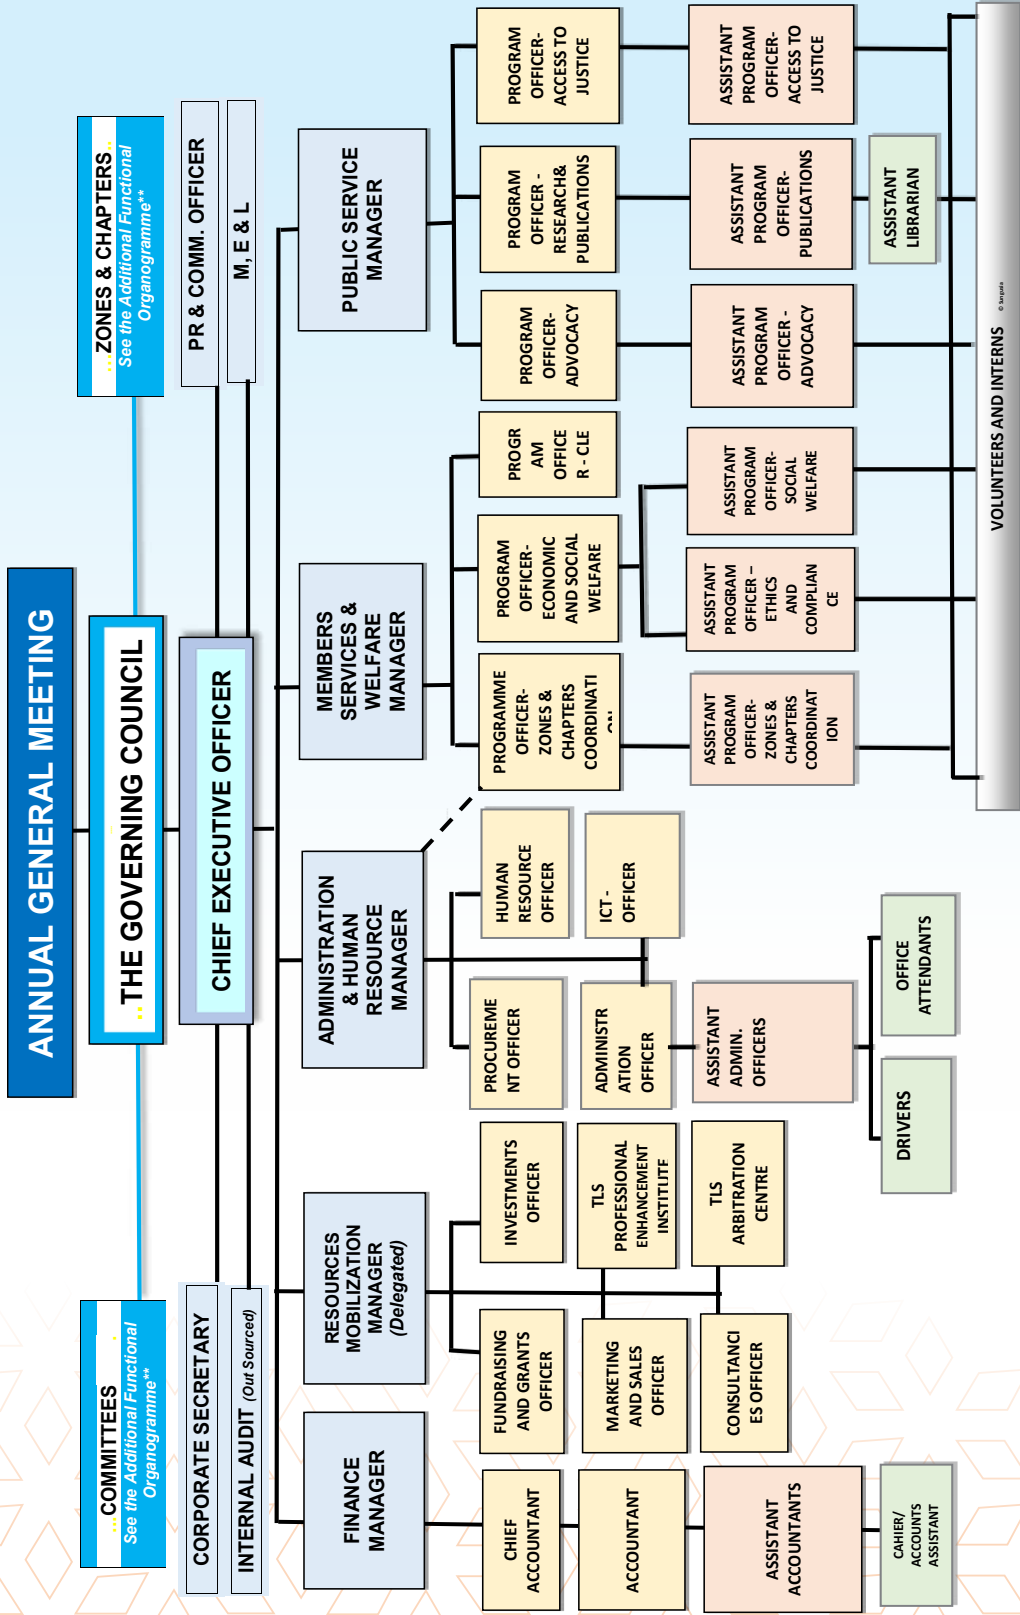 ANNUAL GENERAL MEETING
COMMITTEES
See the Additional Functional
Organogramme**
..THE GOVERNING COUNCIL
...ZONES & CHAPTERS..
See the Additional Functional
Organogramme**
CORPORATE SECRETARY
CHIEF EXECUTIVE OFFICER
PR & COMM. OFFICER
INTERNAL AUDIT (Out Sourced)
M, E & L
FINANCE
MANAGER
RESOURCES
MOBILIZATION
MANAGER
(Delegated)
ADMINISTRATION
& HUMAN
RESOURCE
MANAGER
MEMBERS
SERVICES &
WELFARE
MANAGER
PUBLIC SERVICE
MANAGER
CHIEF
ACCOUNTANT
FUNDRAISING
AND GRANTS
OFFICER
INVESTMENTS
OFFICER
PROCUREME
NT OFFICER
HUMAN
RESOURCE
OFFICER
PROGRAMME
OFFICER-
ZONES &
CHAPTERS
COORDINATI
ON
PROGRAM
OFFICER-
ECONOMIC
AND SOCIAL
WELFARE
PROGR
AM
OFFICE
R - CLE
PROGRAM
OFFICER-
ADVOCACY
PROGRAM
OFFICER -
RESEARCH&
PUBLICATIONS
PROGRAM
OFFICER-
ACCESS TO
JUSTICE
ACCOUNTANT
MARKETING
AND SALES
OFFICER
TLS
PROFESSIONAL
ENHANCEMENT
INSTITUTE
ADMINISTR
ATION
OFFICER
ICT -
OFFICER
ASSISTANT
ACCOUNTANTS
CONSULTANCI
ES OFFICER
TLS
ARBITRATION
CENTRE
ASSISTANT
ADMIN.
OFFICERS
ASSISTANT
PROGRAM
OFFICER-
ZONES &
CHAPTERS
COORDINAT
ION
ASSISTANT
PROGRAM
OFFICER –
ETHICS
AND
COMPLIAN
CE
ASSISTANT
PROGRAM
OFFICER-
SOCIAL
WELFARE
ASSISTANT
PROGRAM
OFFICER -
ADVOCACY
ASSISTANT
PROGRAM
OFFICER-
PUBLICATIONS
ASSISTANT
PROGRAM
OFFICER-
ACCESS TO
JUSTICE
CAHIER/
ACCOUNTS
ASSISTANT
DRIVERS
OFFICE
ATTENDANTS
ASSISTANT
LIBRARIAN
VOLUNTEERS AND INTERNS